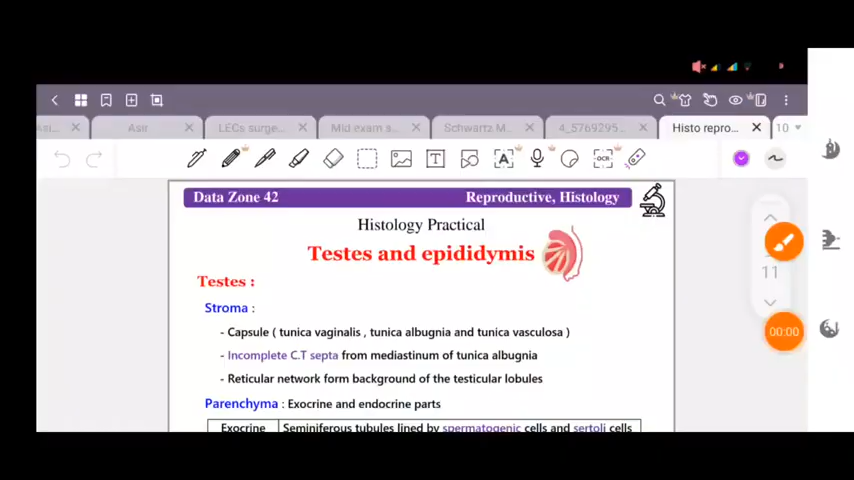 Asir
LECs surge...
Mid exam s...
Schwartz M...
4_5769295...
Histo repro...
10
OCR
Data Zone 42
Reproductive, Histology
Histology Practical
Testes and epididymis
Testes :
Stroma :
- Capsule ( tunica vaginalis , tunica albugnia and tunica vasculosa )
- Incomplete C.T septa from mediastinum of tunica albugnia
- Reticular network form background of the testicular lobules
Parenchyma : Exocrine and endocrine parts
Exocrine Seminiferous tubules lined by spermatogenic cells and sertoli cells
11
00:00